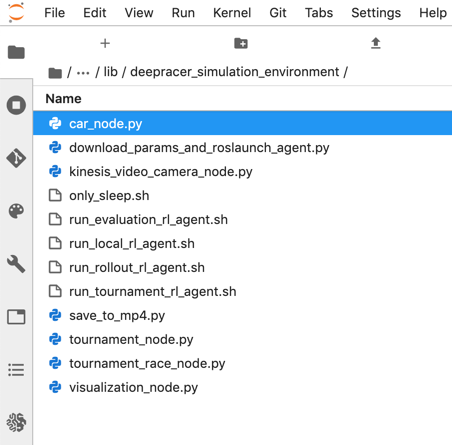 File Edit View Run Kernel Git Tabs Settings Help
/ ··· / lib / deepracer_simulation_environment /
Name
car_node.py
download_params_and_roslaunch_agent.py
kinesis_video_camera_node.py
only_sleep.sh
run_evaluation_rl_agent.sh
run_local_rl_agent.sh
run_rollout_rl_agent.sh
run_tournament_rl_agent.sh
save_to_mp4.py
tournament_node.py
tournament_race_node.py
visualization_node.py